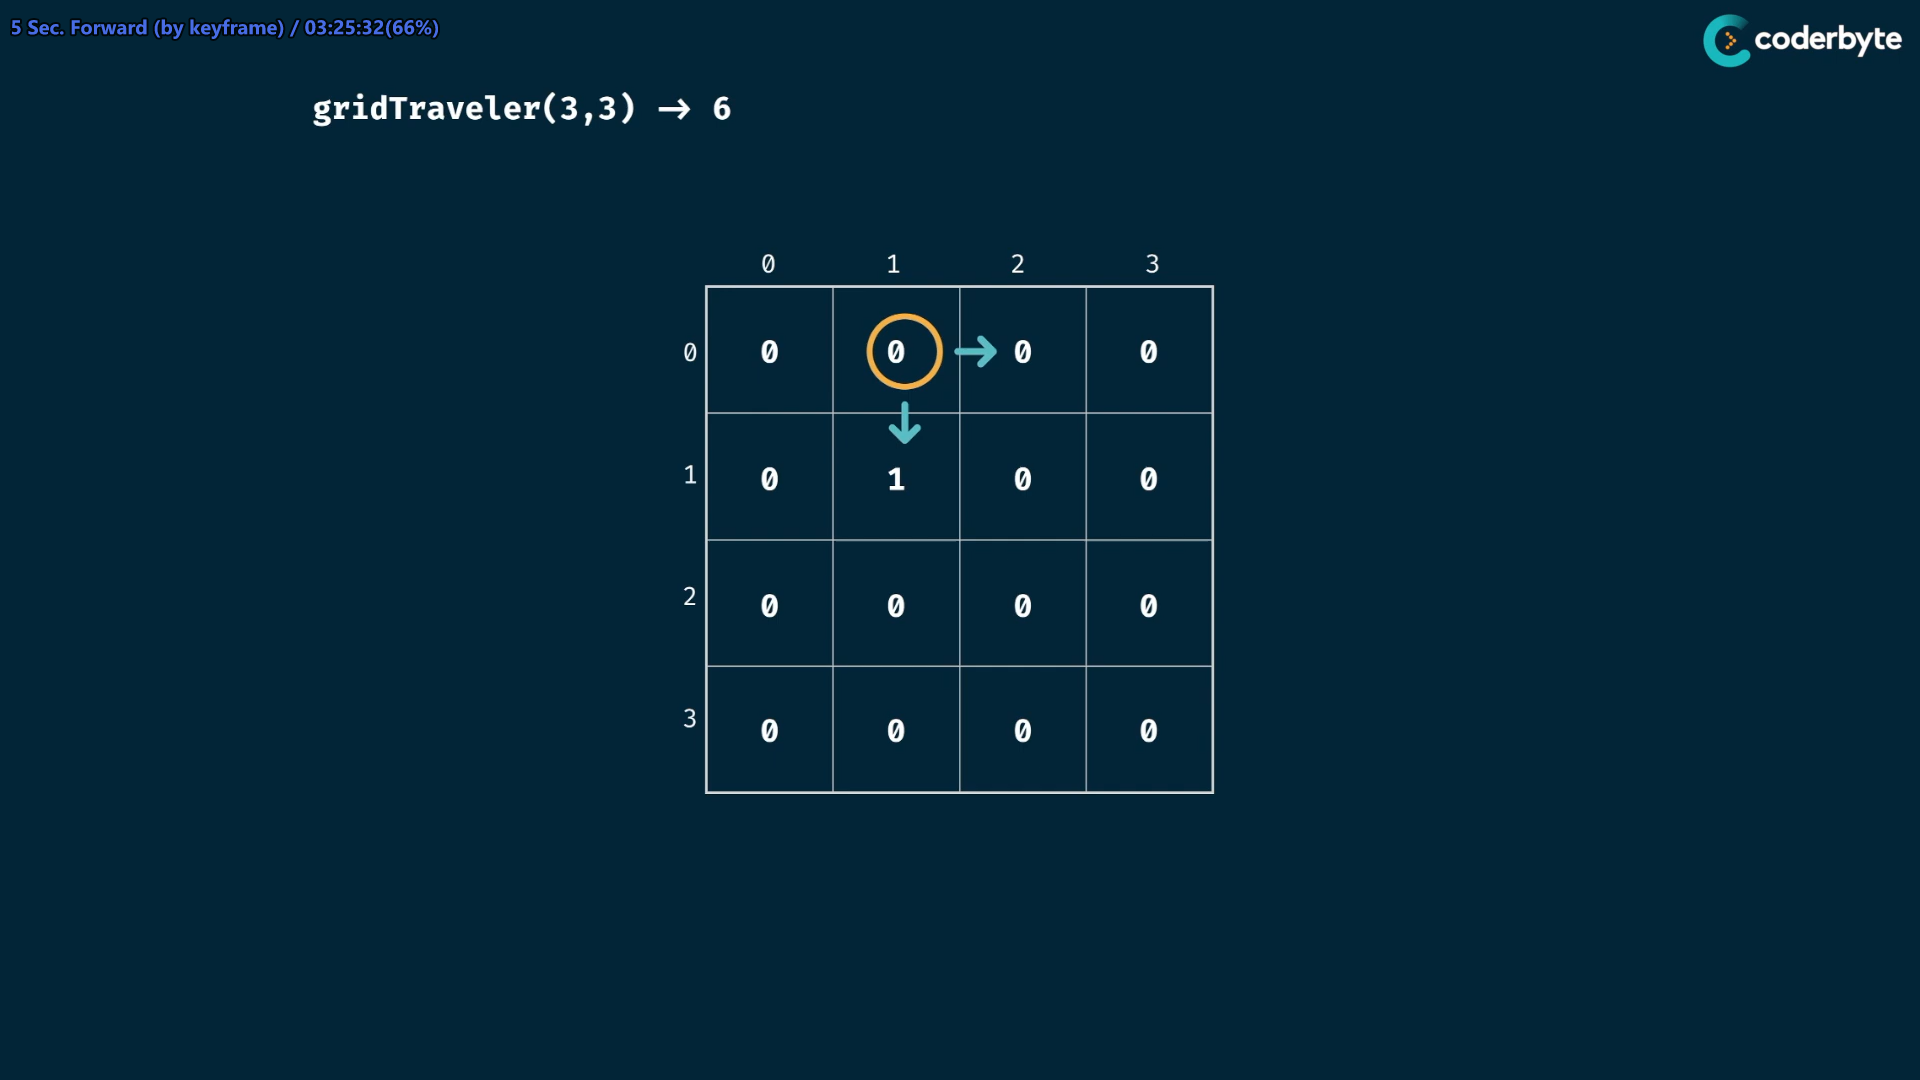 5 Sec. Forward (by keyframe) / 03:25:32(66%)
coderbyte
gridTraveler(3,3) → 6
0 1 2 3
0 0 0 0 0
1 0 1 0 0
2 0 0 0 0
3 0 0 0 0